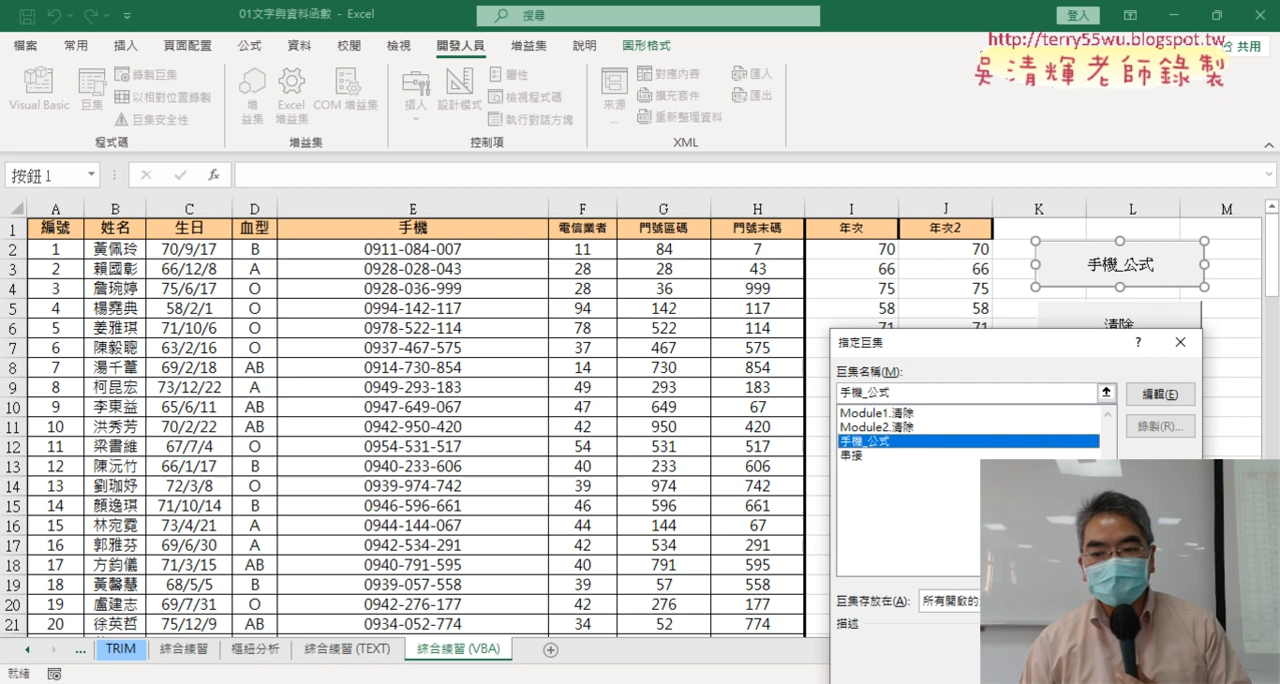 01文字與資料函數 - Excel
搜尋
登入
檔案 常用 插入 頁面配置 公式 資料 校閱 檢視 開發人員 增益集 說明 圖形格式
共用
http://terry55wu.blogspot.tw
吳清輝老師錄製
Visual Basic 巨集 錄製巨集 以相對位置錄製 巨集安全性
增益集 Excel 增益集 COM 增益集
插入 設計模式 屬性 檢視程式碼 執行對話方塊
來源 ... 對應內容 擴充套件 重新整理資料 匯入 匯出
程式碼 增益集 控制項 XML
按鈕 1 fx
A B C D E F G H I J K L M
1 編號 姓名 生日 血型 手機 電信業者 門號區碼 門號末碼 年次 年次2
2 1 黃佩玲 70/9/17 B 0911-084-007 11 84 7 70 70
3 2 賴國彰 66/12/8 A 0928-028-043 28 28 43 66 66
4 3 詹琬婷 75/6/17 O 0928-036-999 28 36 999 75 75
5 4 楊堯典 58/2/1 O 0994-142-117 94 142 117 58 58
6 5 姜雅琪 71/10/6 O 0978-522-114 78 522 114 71 71
7 6 陳毅聰 63/2/16 O 0937-467-575 37 467 575
8 7 湯千蕙 69/2/18 AB 0914-730-854 14 730 854
9 8 柯昆宏 73/12/22 A 0949-293-183 49 293 183
10 9 李東益 65/6/11 AB 0947-649-067 47 649 67
11 10 洪秀芳 70/2/22 AB 0942-950-420 42 950 420
12 11 梁書維 67/7/4 O 0954-531-517 54 531 517
13 12 陳沅竹 66/1/17 B 0940-233-606 40 233 606
14 13 劉珈妤 72/3/8 O 0939-974-742 39 974 742
15 14 顏逸琪 71/10/14 B 0946-596-661 46 596 661
16 15 林宛霓 73/4/21 A 0944-144-067 44 144 67
17 16 郭雅芬 69/6/30 A 0942-534-291 42 534 291
18 17 方鈞儀 71/3/15 AB 0940-791-595 40 791 595
19 18 黃馨慧 68/5/5 B 0939-057-558 39 57 558
20 19 盧建志 69/7/31 O 0942-276-177 42 276 177
21 20 徐英哲 75/12/9 AB 0934-052-774 34 52 774
手機_公式
清除
指定巨集 ?
巨集名稱(M):
手機_公式
編輯(E)
Module1.清除
錄製(R)...
Module2.清除
手機_公式
串接
巨集存放在(A): 所有開啟的
描述
... TRIM 綜合練習 樞紐分析 綜合練習 (TEXT) 綜合練習 (VBA)
就緒